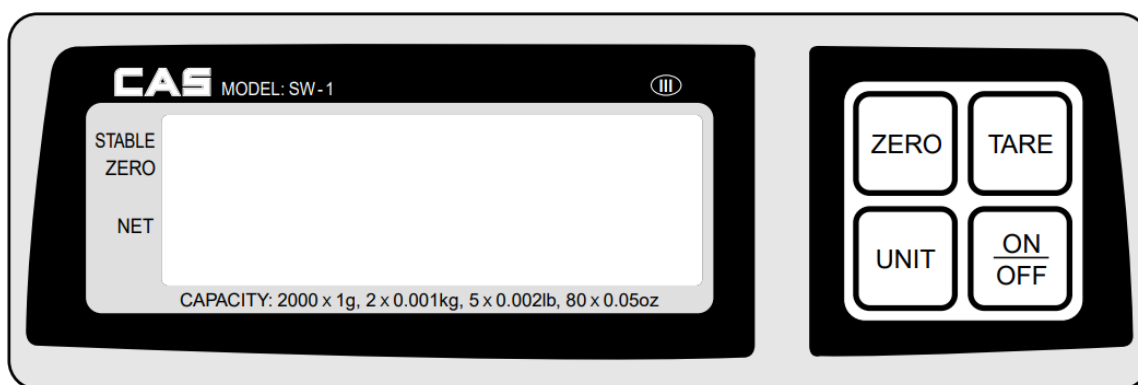 CAS MODEL: SW-1 III
STABLE
ZERO
NET
CAPACITY: 2000 x 1g, 2 x 0.001kg, 5 x 0.002lb, 80 x 0.05oz
ZERO TARE
UNIT ON
OFF